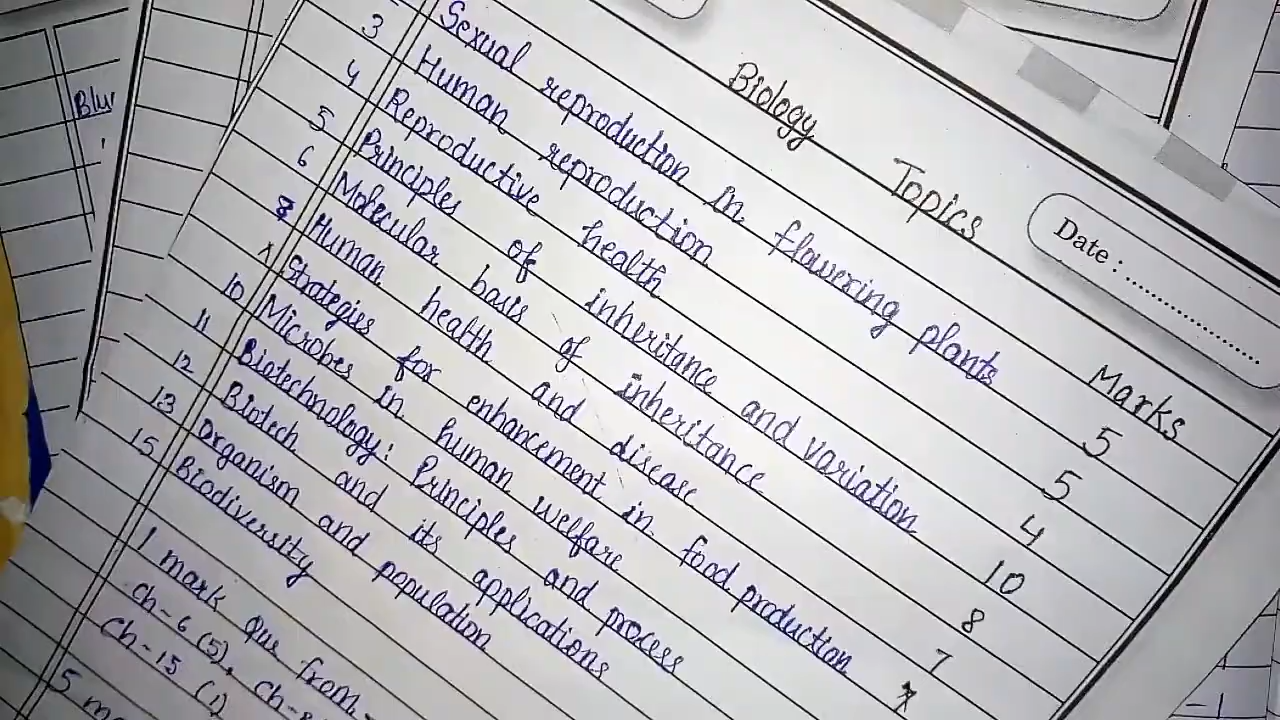 Date : ....................
Biology Topics Marks
Sexual reproduction in flowering plants 5
3 Human reproduction 5
4 Reproductive health 4
5 Principles of inheritance and variation 10
6 Molecular basis of inheritance 8
8 Human health and disease 7
Strategies for enhancement in food production
10 Microbes in human welfare
11 Biotechnology: Principles and process
12 Biotech and its applications
13 Organism and population
15 Biodiversity
1 mark que from -
ch-6 (5), ch-8
ch-15 (1)
5
Blu